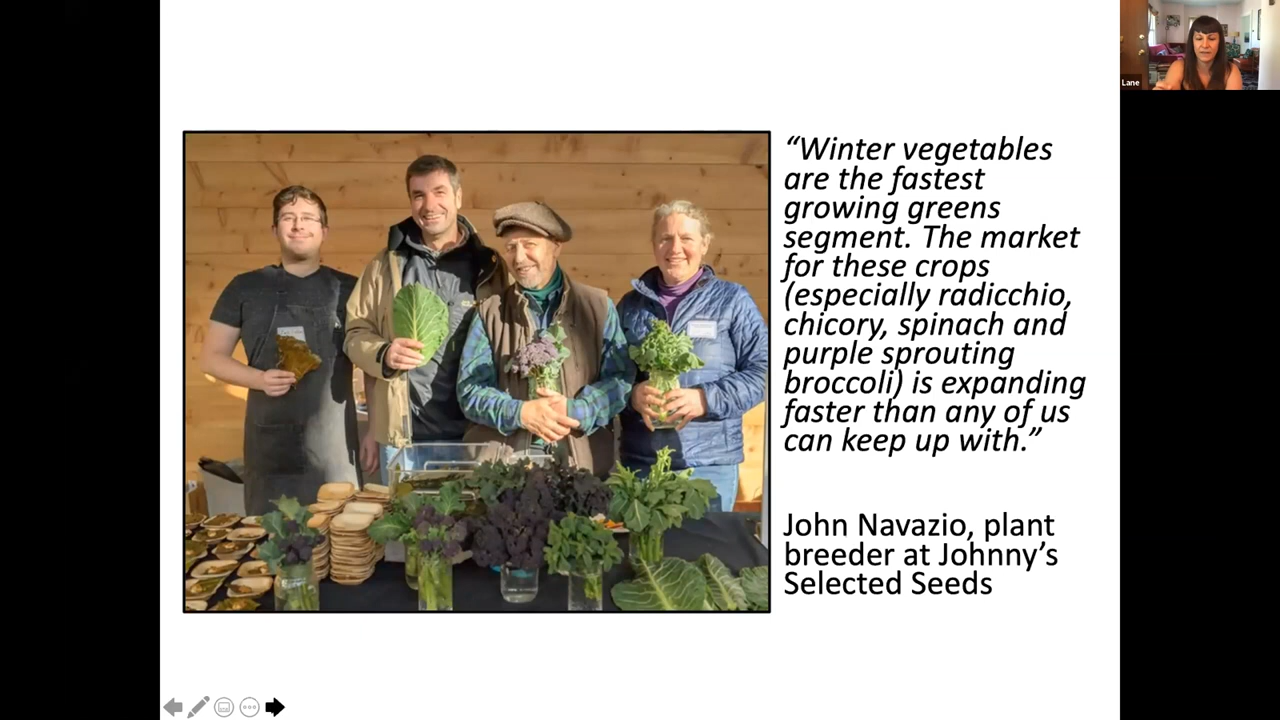 Lane
“Winter vegetables
are the fastest
growing greens
segment. The market
for these crops
(especially radicchio,
chicory, spinach and
purple sprouting
broccoli) is expanding
faster than any of us
can keep up with.”
John Navazio, plant
breeder at Johnny’s
Selected Seeds